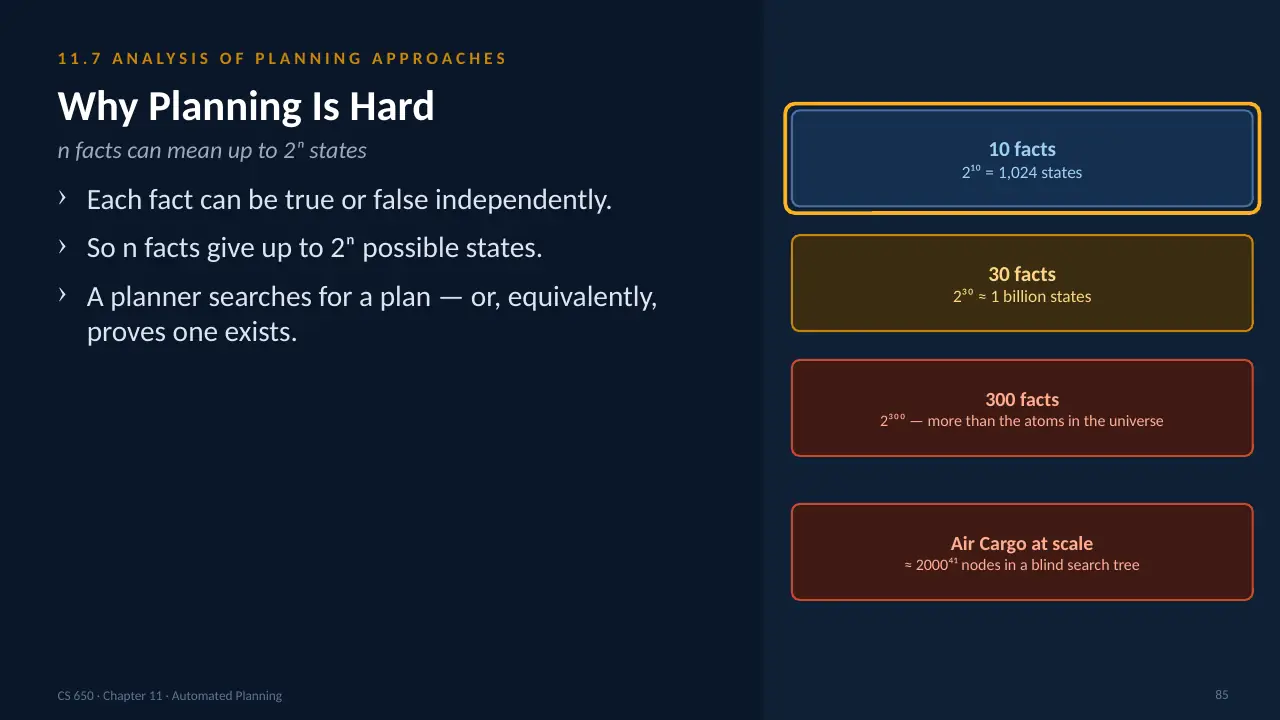 11.7 ANALYSIS OF PLANNING APPROACHES
Why Planning Is Hard
n facts can mean up to 2ⁿ states
› Each fact can be true or false independently.
› So n facts give up to 2ⁿ possible states.
› A planner searches for a plan — or, equivalently,
proves one exists.
10 facts
2¹⁰ = 1,024 states
30 facts
2³⁰ ≈ 1 billion states
300 facts
2³⁰⁰ — more than the atoms in the universe
Air Cargo at scale
≈ 2000⁴¹ nodes in a blind search tree
CS 650 · Chapter 11 · Automated Planning
85